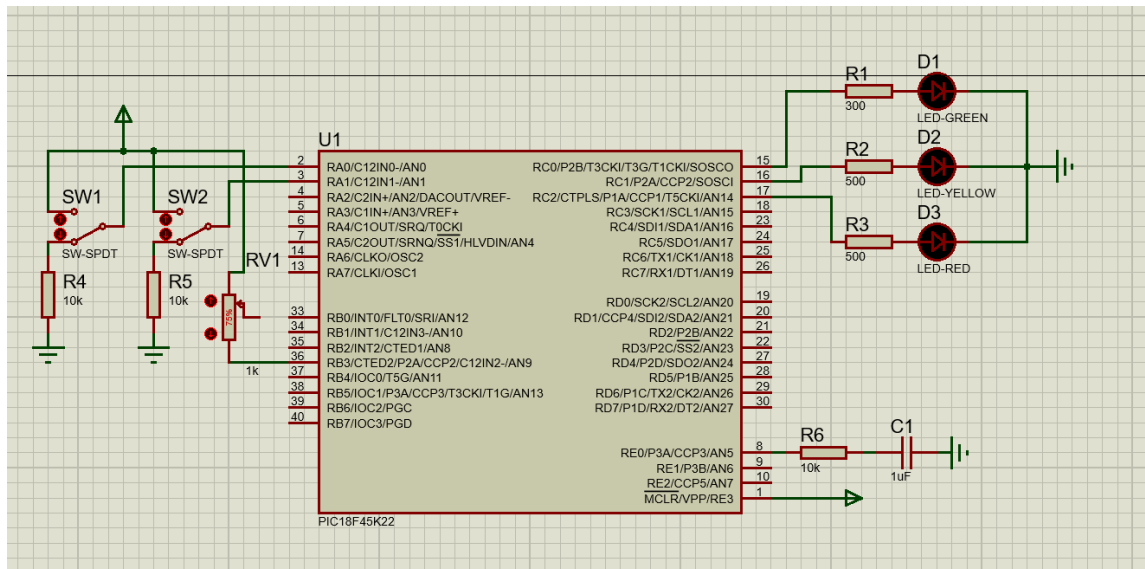 D1
R1
300
LED-GREEN
U1
D2
R2
500
LED-YELLOW
D3
R3
500
LED-RED
SW1
SW-SPDT
SW2
SW-SPDT
R4
10k
R5
10k
RV1
75%
1k
2 RA0/C12IN0-/AN0
3 RA1/C12IN1-/AN1
4 RA2/C2IN+/AN2/DACOUT/VREF-
5 RA3/C1IN+/AN3/VREF+
6 RA4/C1OUT/SRQ/T0CKI
7 RA5/C2OUT/SRNQ/SS1/HLVDIN/AN4
14 RA6/CLKO/OSC2
13 RA7/CLKI/OSC1
33 RB0/INT0/FLT0/SRI/AN12
34 RB1/INT1/C12IN3-/AN10
35 RB2/INT2/CTED1/AN8
36 RB3/CTED2/P2A/CCP2/C12IN2-/AN9
37 RB4/IOC0/T5G/AN11
38 RB5/IOC1/P3A/CCP3/T3CKI/T1G/AN13
39 RB6/IOC2/PGC
40 RB7/IOC3/PGD
RC0/P2B/T3CKI/T3G/T1CKI/SOSCO 15
RC1/P2A/CCP2/SOSCI 16
RC2/CTPLS/P1A/CCP1/T5CKI/AN14 17
RC3/SCK1/SCL1/AN15 18
RC4/SDI1/SDA1/AN16 23
RC5/SDO1/AN17 24
RC6/TX1/CK1/AN18 25
RC7/RX1/DT1/AN19 26
RD0/SCK2/SCL2/AN20 19
RD1/CCP4/SDI2/SDA2/AN21 20
RD2/P2B/AN22 21
RD3/P2C/SS2/AN23 22
RD4/P2D/SDO2/AN24 27
RD5/P1B/AN25 28
RD6/P1C/TX2/CK2/AN26 29
RD7/P1D/RX2/DT2/AN27 30
RE0/P3A/CCP3/AN5 8
RE1/P3B/AN6 9
RE2/CCP5/AN7 10
MCLR/VPP/RE3 1
R6
10k
C1
1uF
PIC18F45K22